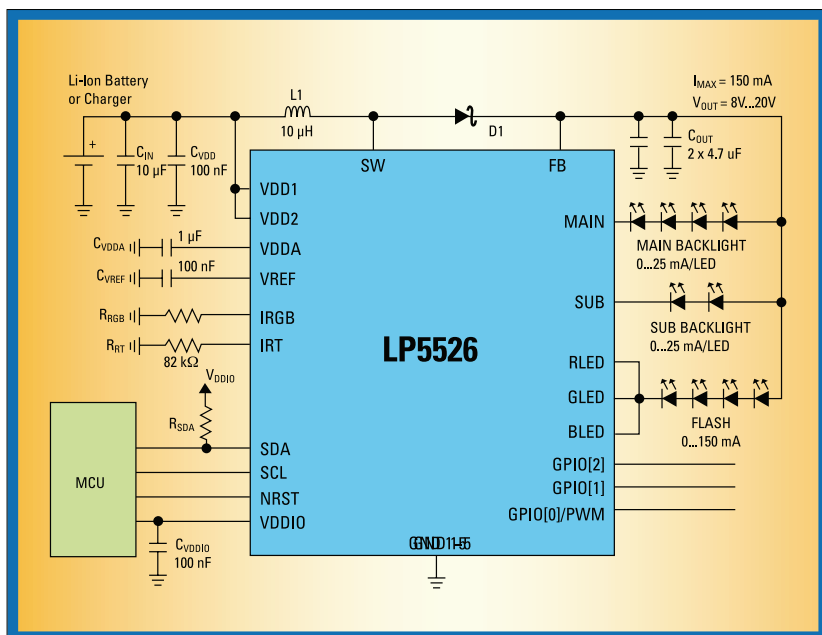 Li-Ion Battery
or Charger
L1
10 µH
D1
IMAX = 150 mA
VOUT = 8V...20V
+
CIN
10 µF
CVDD
100 nF
COUT
2 x 4.7 uF
SW
FB
VDD1
VDD2
CVDDA
1 µF
VDDA
CVREF
100 nF
VREF
RRGB
IRGB
RRT
82 kΩ
IRT
LP5526
MAIN
MAIN BACKLIGHT
0...25 mA/LED
SUB
SUB BACKLIGHT
0...25 mA/LED
RLED
GLED
BLED
FLASH
0...150 mA
VDDIO
RSDA
MCU
SDA
SCL
NRST
VDDIO
CVDDIO
100 nF
GPIO[2]
GPIO[1]
GPIO[0]/PWM